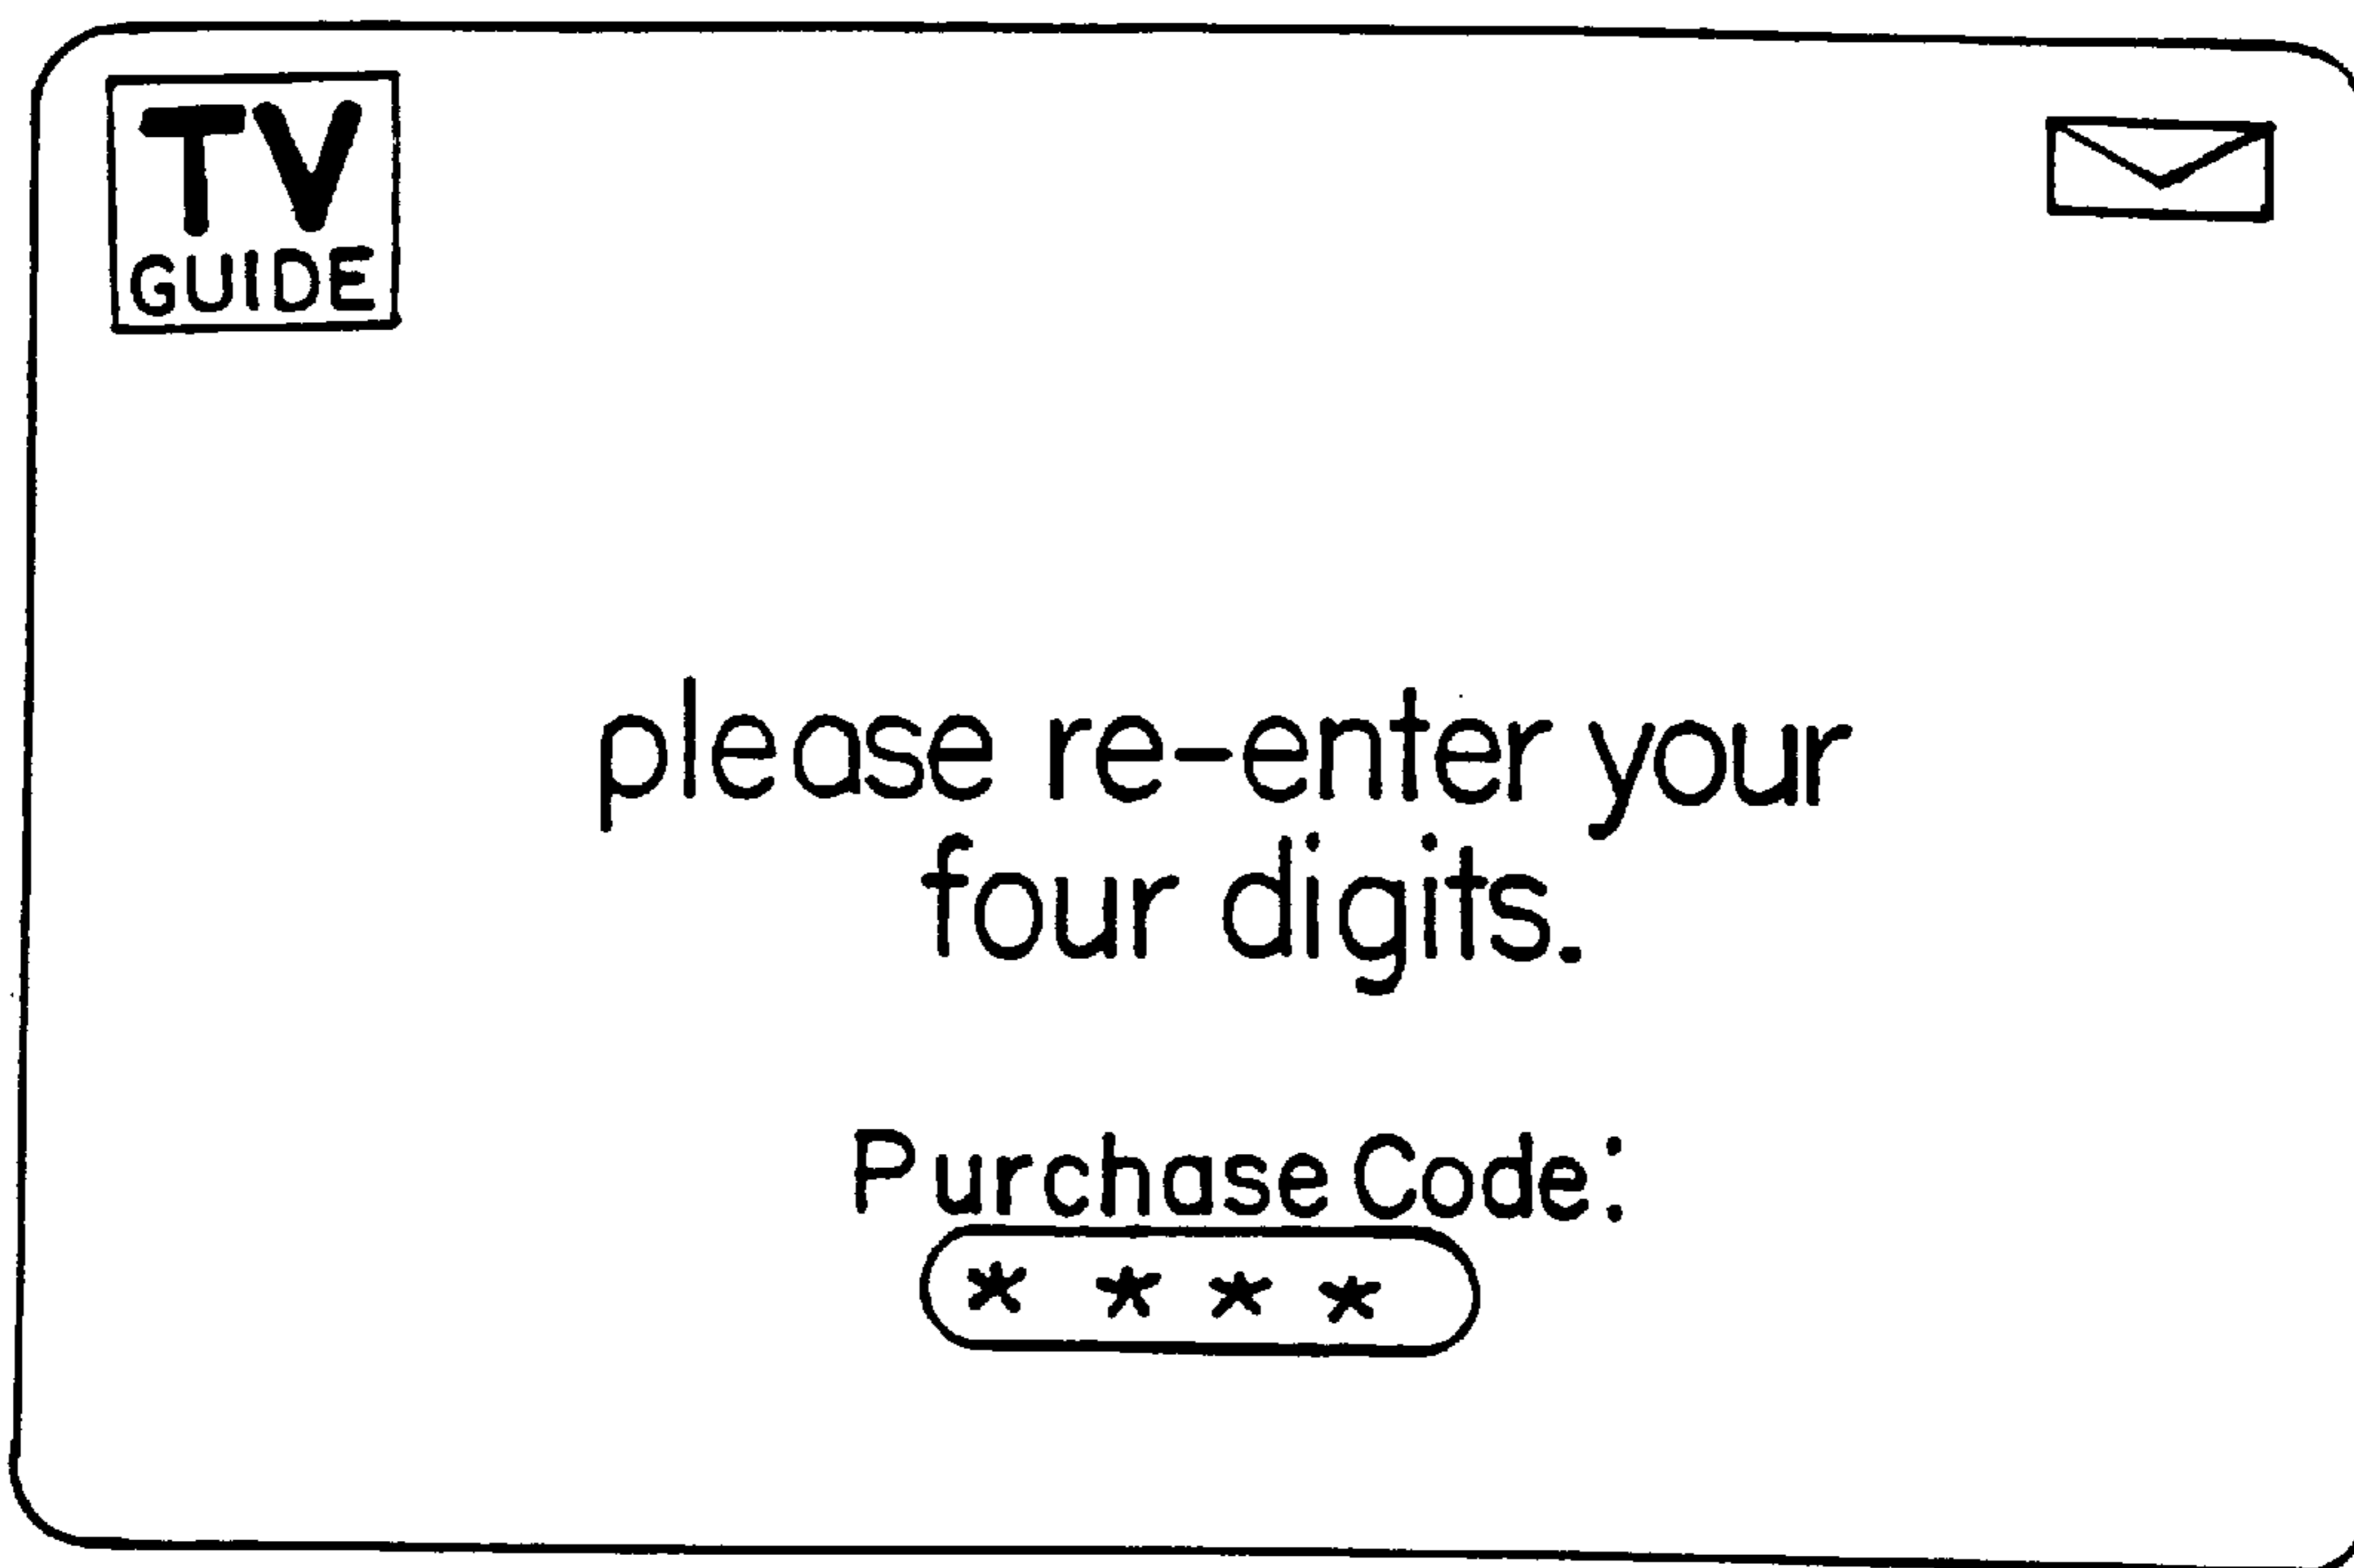 TV
GUIDE
please re-enter your
four digits.
Purchase Code:
* * * *